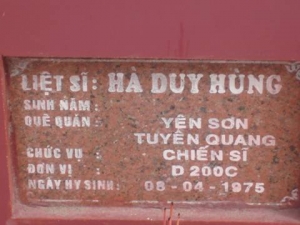 LIỆT SĨ: HÀ DUY HÙNG
SINH NĂM :
QUÊ QUÁN : YÊN SƠN
TUYÊN QUANG
CHỨC VỤ : CHIẾN SĨ
ĐƠN VỊ : D 200C
NGÀY HY SINH: 08 - 04 - 1975